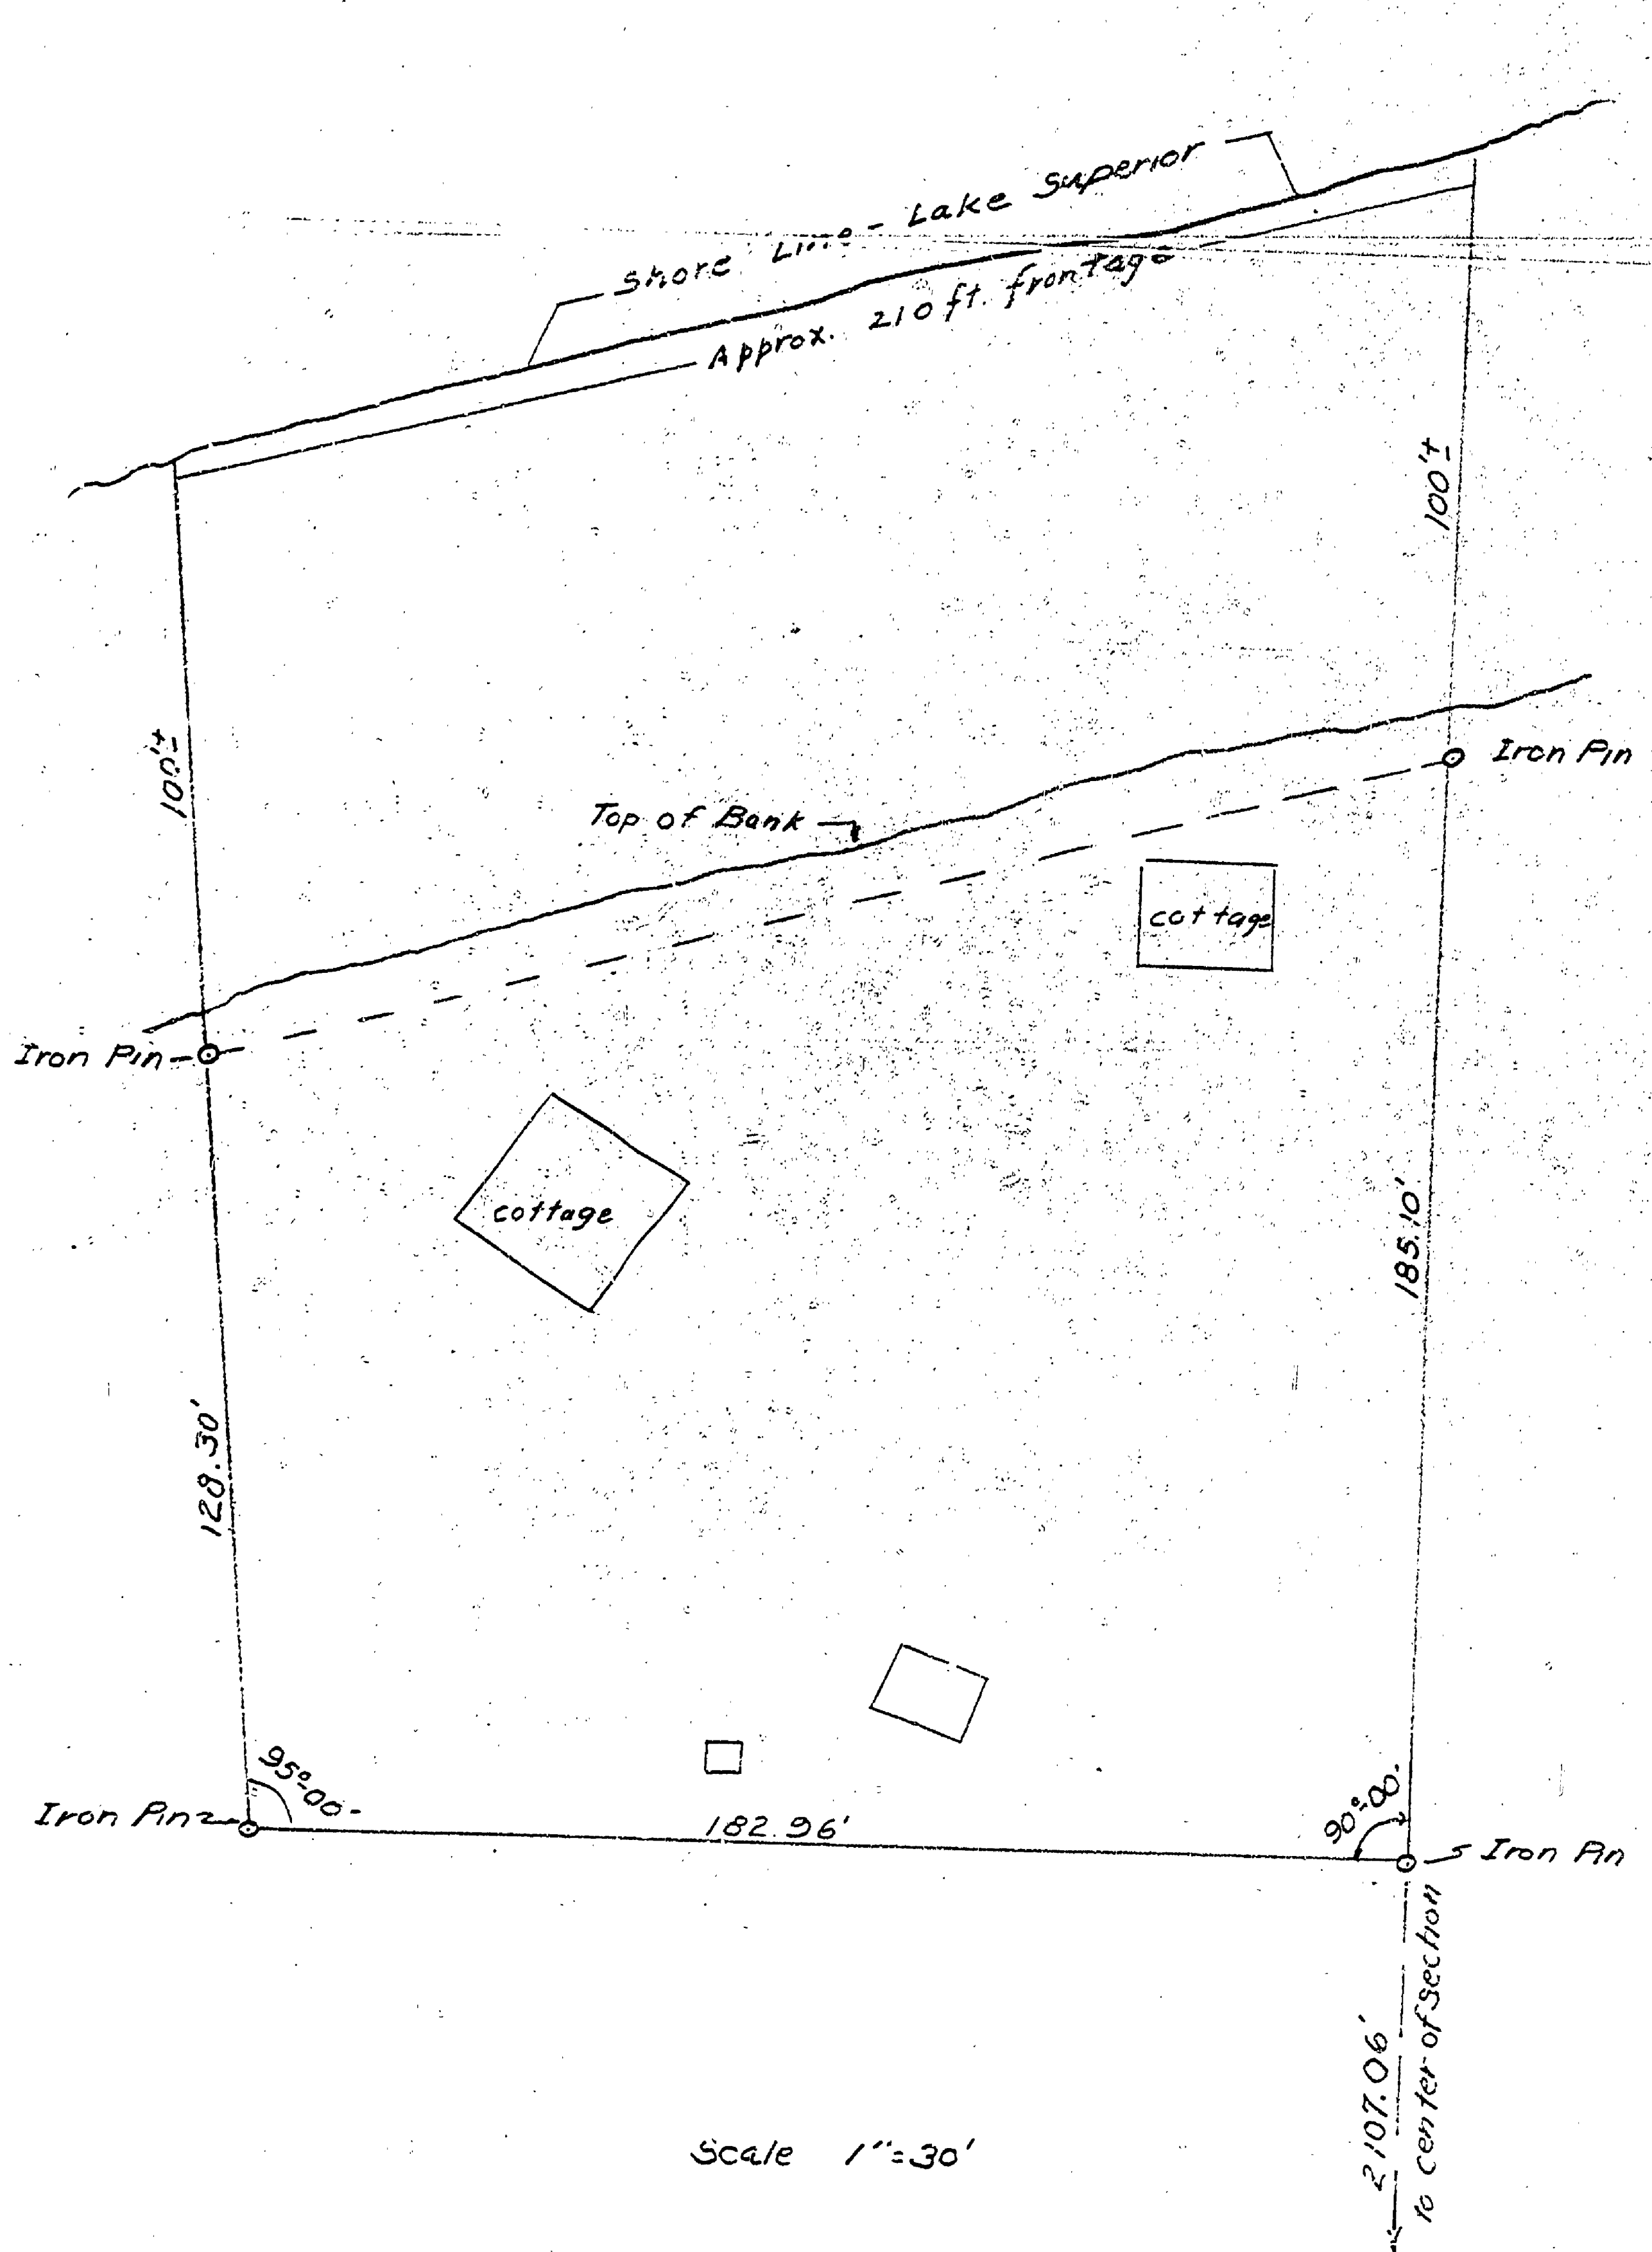 Shore Line - Lake Superior
Approx. 210 ft. frontage
100'±
100'±
Iron Pin
Top of Bank
cottage
Iron Pin
cottage
185.10'
128.30'
95°-00'
Iron Pin
182.96'
90°-00'
Iron Pin
2107.06'
to center of section
Scale 1"=30'